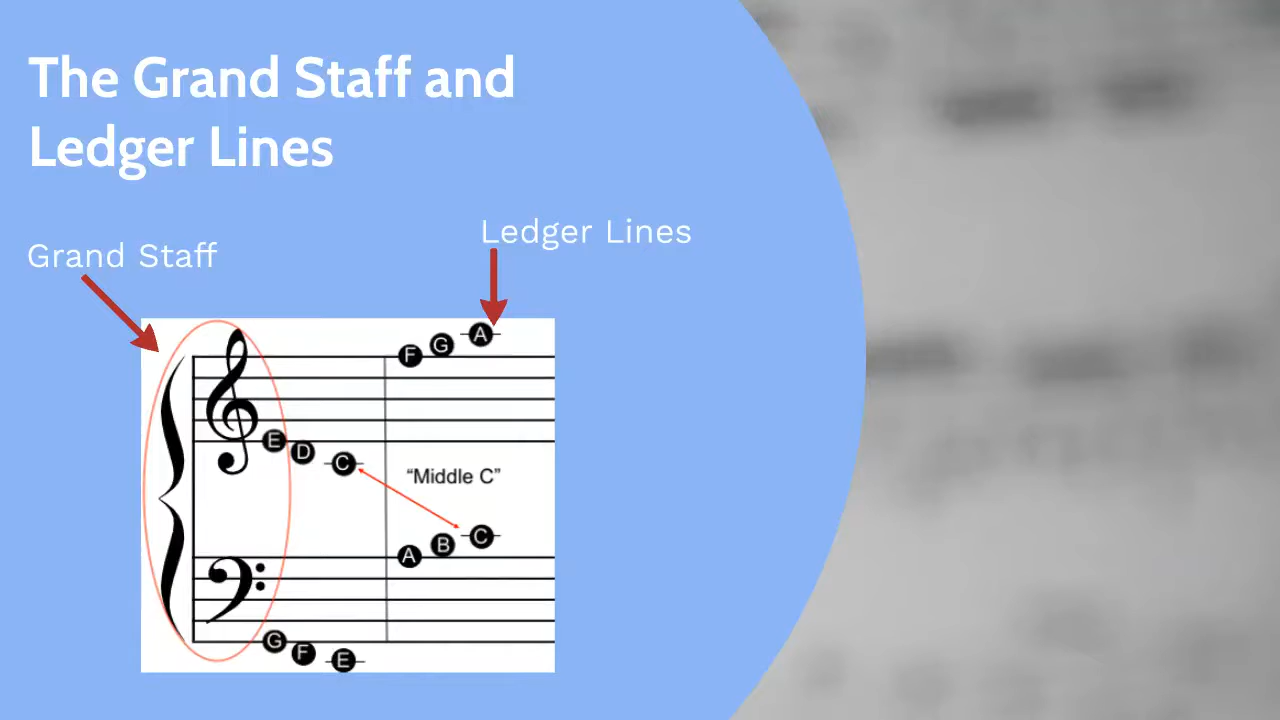 The Grand Staff and
Ledger Lines
Ledger Lines
Grand Staff
F G A
E D C
“Middle C”
A B C
G F E